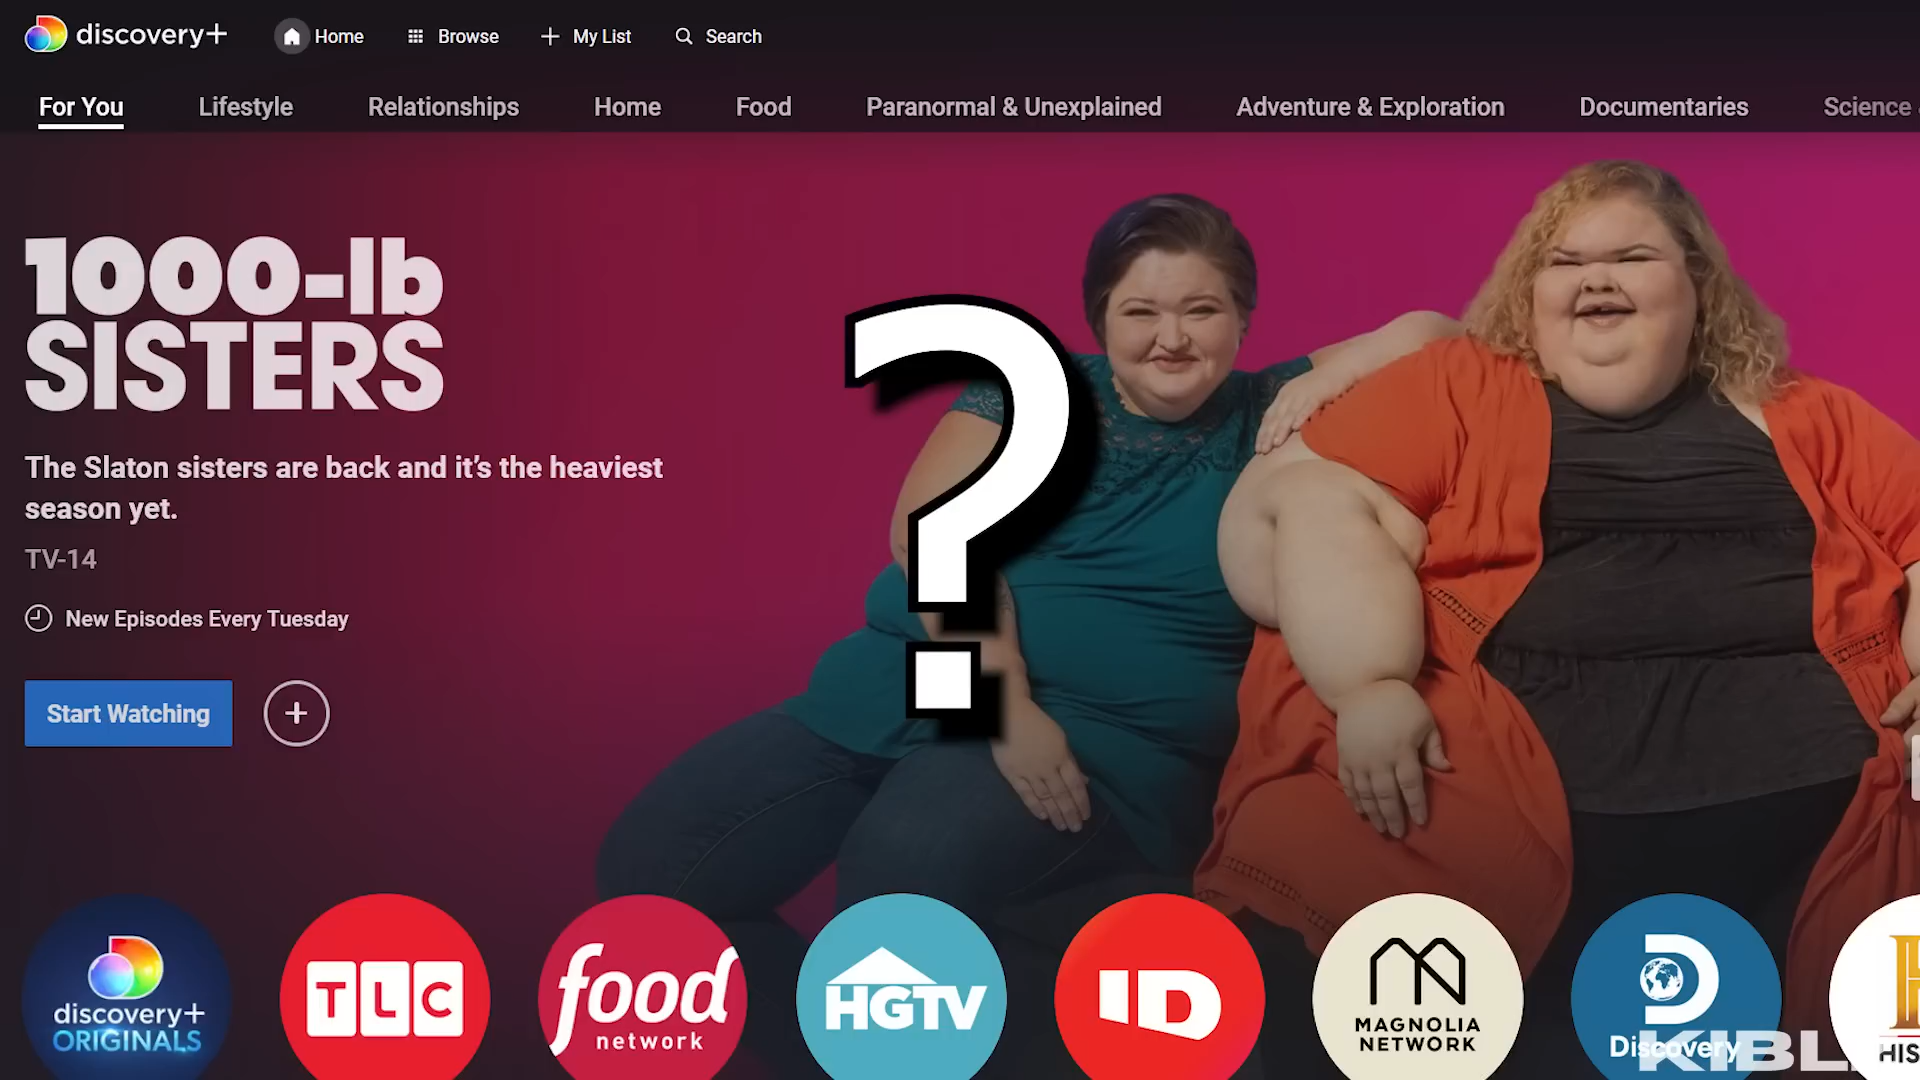 discovery+
Home
Browse
My List
Search
For You
Lifestyle
Relationships
Home
Food
Paranormal & Unexplained
Adventure & Exploration
Documentaries
Science
1000-lb
SISTERS
The Slaton sisters are back and it's the heaviest
season yet.
TV-14
New Episodes Every Tuesday
Start Watching
?
discovery+
ORIGINALS
TLC
food
network
HGTV
ID
MAGNOLIA
NETWORK
Discovery
HIS
KIBL